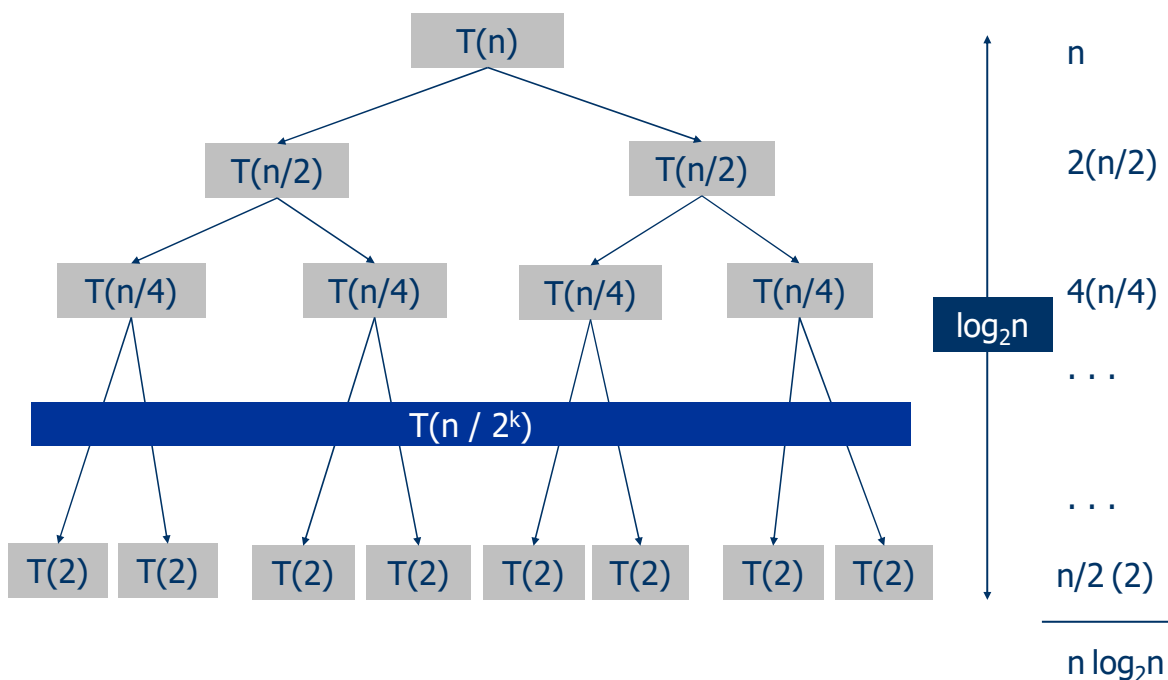 T(n)
n
T(n/2) T(n/2)
2(n/2)
T(n/4) T(n/4) T(n/4) T(n/4)
4(n/4)
log₂n
. . .
T(n / 2ᵏ)
. . .
T(2) T(2) T(2) T(2) T(2) T(2) T(2) T(2)
n/2 (2)
n log₂n